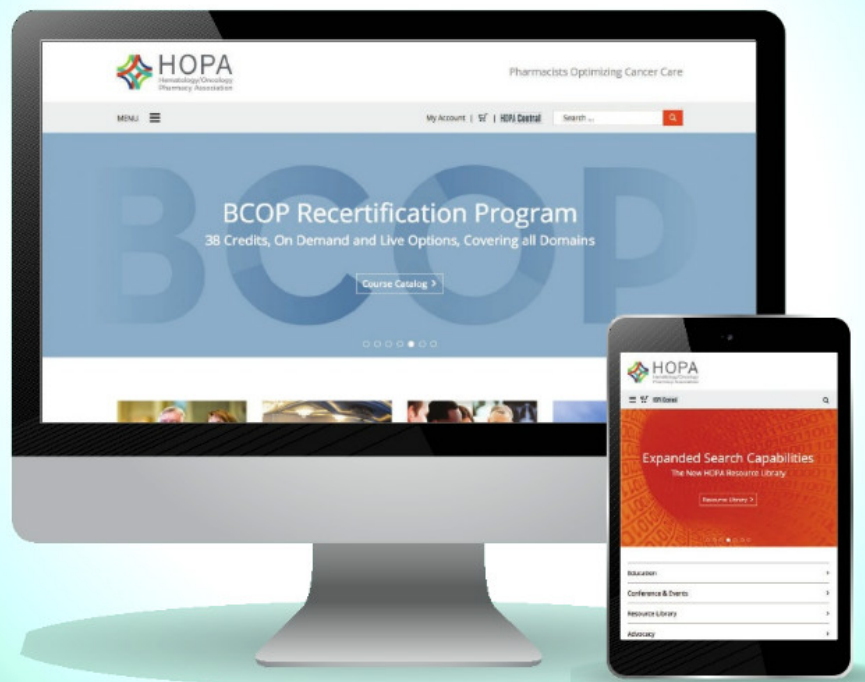 HOPA
Hematology/Oncology
Pharmacy Association
Pharmacists Optimizing Cancer Care
MENU
My Account | | HOPA Central Search ...
BCOP
BCOP Recertification Program
38 Credits, On Demand and Live Options, Covering all Domains
Course Catalog >
HOPA
Hematology/Oncology
Pharmacy Association
HOPA Central
Expanded Search Capabilities
The New HOPA Resource Library
Resource Library >
Education >
Conference & Events >
Resource Library >
Advocacy >